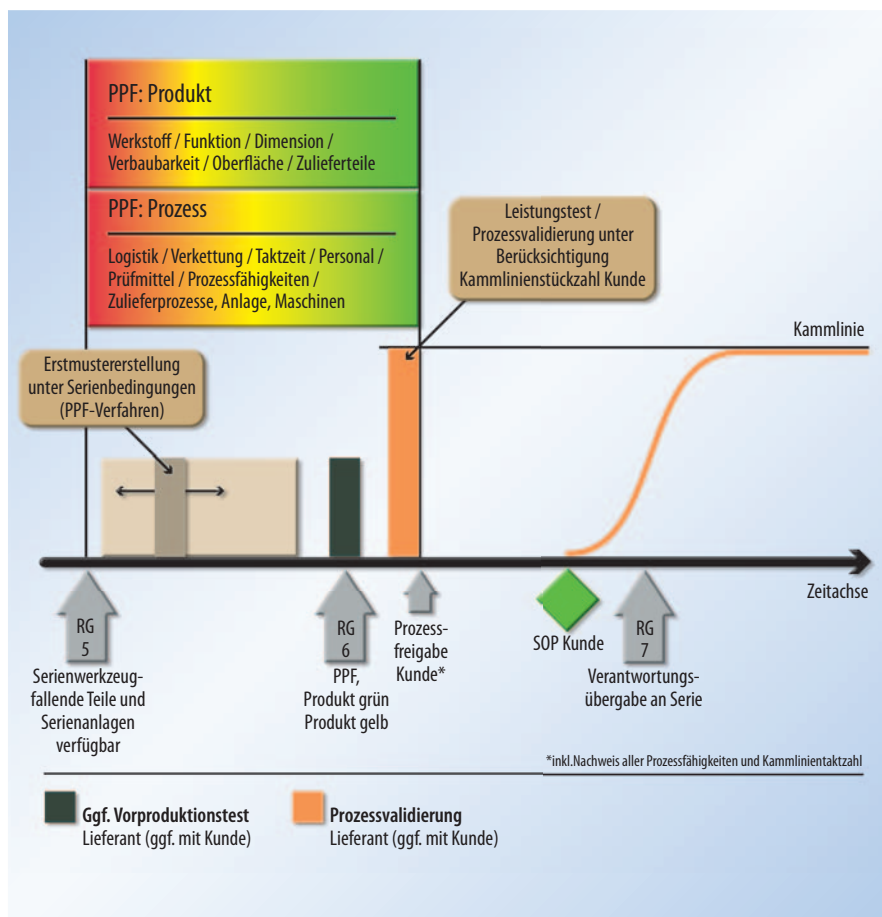 PPF: Produkt
Werkstoff / Funktion / Dimension /
Verbaubarkeit / Oberfläche / Zulieferteile
PPF: Prozess
Logistik / Verkettung / Taktzeit / Personal /
Prüfmittel / Prozessfähigkeiten /
Zulieferprozesse, Anlage, Maschinen
Leistungstest /
Prozessvalidierung unter
Berücksichtigung
Kammlinienstückzahl Kunde
Kammlinie
Erstmustererstellung
unter Serienbedingungen
(PPF-Verfahren)
Zeitachse
RG
5
Serienwerkzeug-
fallende Teile und
Serienanlagen
verfügbar
RG
6
PPF,
Produkt grün
Produkt gelb
Prozess-
freigabe
Kunde*
SOP Kunde
RG
7
Verantwortungs-
übergabe an Serie
*inkl.Nachweis aller Prozessfähigkeiten und Kammlinientaktzahl
Ggf. Vorproduktionstest
Lieferant (ggf. mit Kunde)
Prozessvalidierung
Lieferant (ggf. mit Kunde)